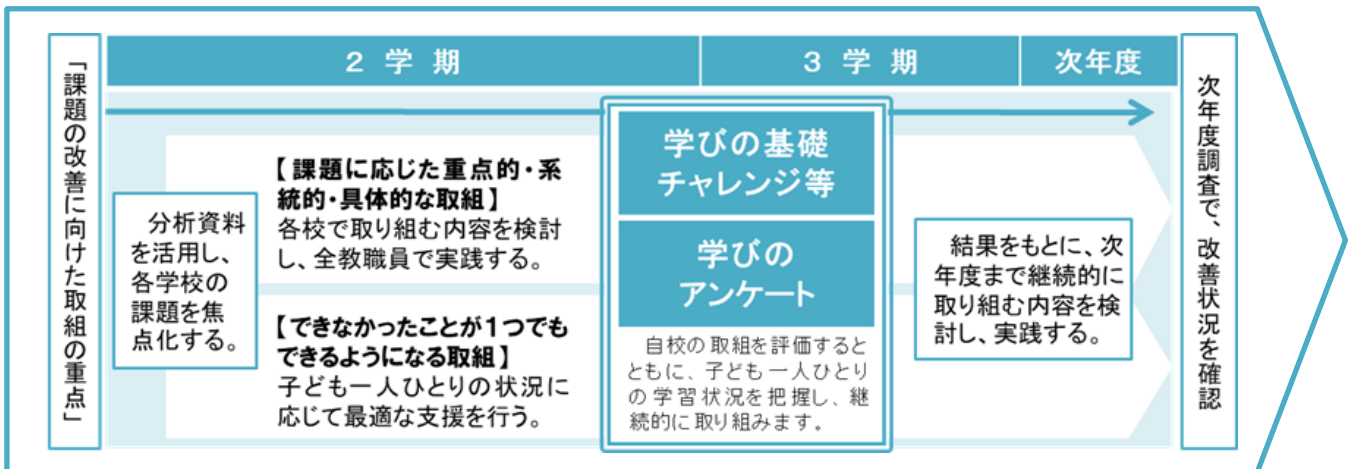 「課題の改善に向けた取組の重点」
２学期
３学期
次年度
分析資料
を活用し、
各学校の
課題を焦
点化する。
【課題に応じた重点的・系
統的・具体的な取組】
各校で取り組む内容を検討
し、全教職員で実践する。
【できなかったことが１つでも
できるようになる取組】
子ども一人ひとりの状況に
応じて最適な支援を行う。
学びの基礎
チャレンジ等
学びの
アンケート
自校の取組を評価すると
ともに、子ども一人ひとり
の学習状況を把握し、継
続的に取り組みます。
結果をもとに、次
年度まで継続的に
取り組む内容を検
討し、実践する。
次年度調査で、改善状況を確認